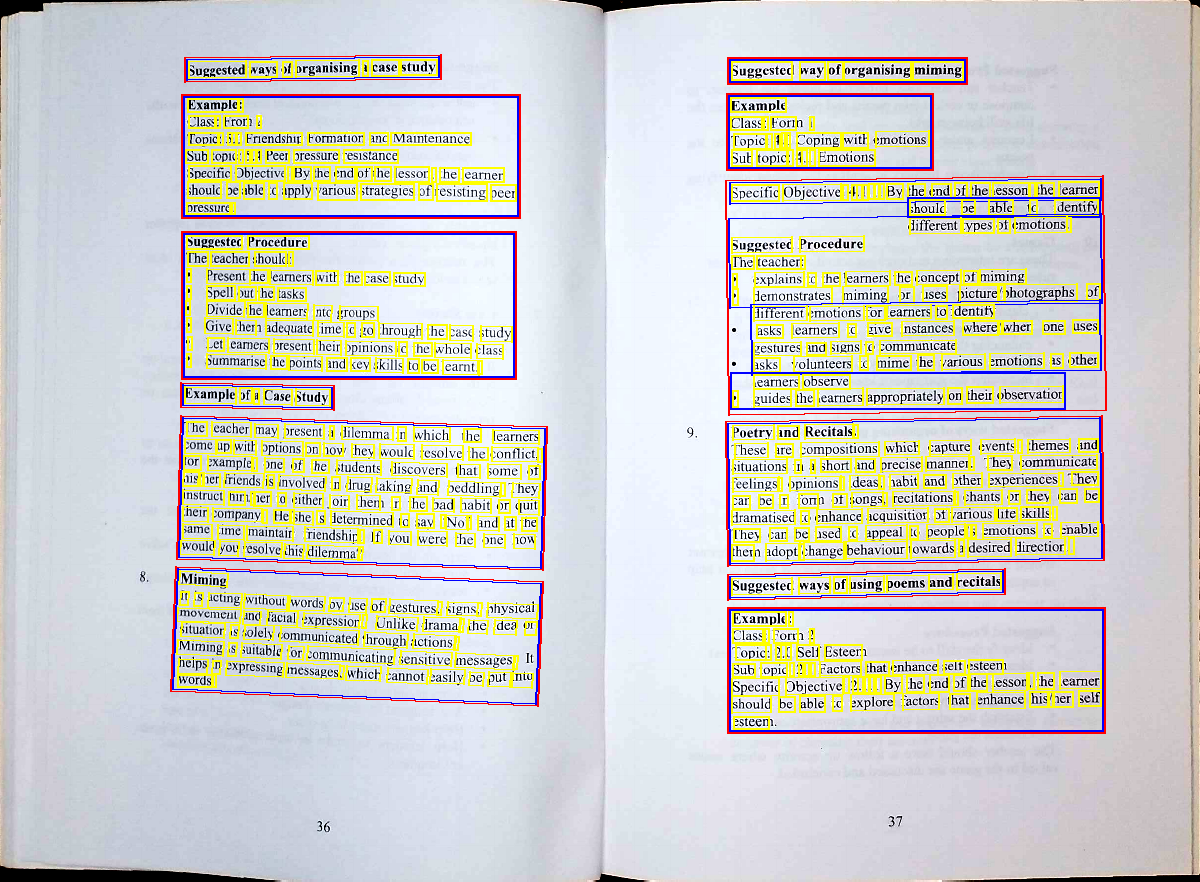 Suggested ways of organising a case study
Example:
Class: Form 2
Topic: 5.0 Friendship Formation and Maintenance
Sub topic: 5.4 Peer pressure resistance
Specific Objective: By the end of the lesson, the learner
should be able to apply various strategies of resisting peer
pressure.
Suggested Procedure
The teacher should:
• Present the learners with the case study
• Spell out the tasks
• Divide the learners into groups
• Give them adequate time to go through the case study
• Let learners present their opinions to the whole class
• Summarise the points and key skills to be learnt.
Example of a Case Study
The teacher may present a dilemma in which the learners
come up with options on how they would resolve the conflict,
for example, one of the students discovers that some of
his/her friends is involved in drug taking and peddling. They
instruct him/her to either join them in the bad habit or quit
their company. He/she is determined to say "No" and at the
same time maintain friendship. If you were the one how
would you resolve this dilemma?
8. Miming
It is acting without words by use of gestures, signs, physical
movement and facial expression. Unlike drama, the idea or
situation is solely communicated through actions.
Miming is suitable for communicating sensitive messages. It
helps in expressing messages, which cannot easily be put into
words.
36
Suggested way of organising miming
Example
Class: Form 1
Topic: 4.0 Coping with emotions
Sub topic: 4.1 Emotions
Specific Objective 4.1.1 By the end of the lesson the learner
should be able to identify
different types of emotions.
Suggested Procedure
The teacher:
• explains to the learners the concept of miming
• demonstrates miming or uses picture/photographs of
different emotions for learners to identify
• asks learners to give instances where/when one uses
gestures and signs to communicate
• asks volunteers to mime the various emotions as other
learners observe
• guides the learners appropriately on their observation
9. Poetry and Recitals.
These are compositions which capture events, themes and
situations in a short and precise manner. They communicate
feelings, opinions, ideas, habit and other experiences. They
can be in form of songs, recitations, chants or they can be
dramatised to enhance acquisition of various life skills.
They can be used to appeal to people's emotions to enable
them adopt/change behaviour towards a desired direction.
Suggested ways of using poems and recitals
Example:
Class: Form 2
Topic: 2.0 Self Esteem
Sub topic: 2.1 Factors that enhance self esteem
Specific Objective: 2.1.1 By the end of the lesson, the learner
should be able to explore factors that enhance his/her self
esteem.
37